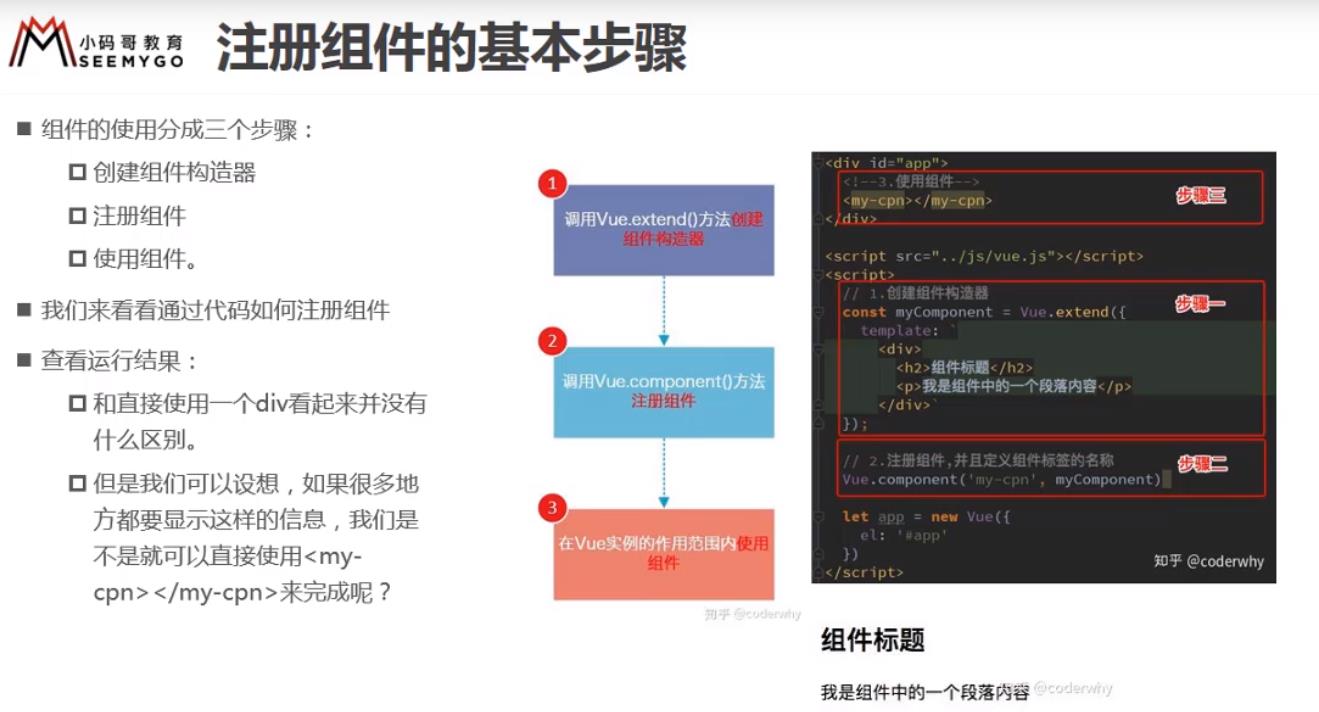 小码哥教育
SEEMYGO
注册组件的基本步骤
组件的使用分成三个步骤：
创建组件构造器
注册组件
使用组件。
我们来看看通过代码如何注册组件
查看运行结果：
和直接使用一个div看起来并没有
什么区别。
但是我们可以设想，如果很多地
方都要显示这样的信息，我们是
不是就可以直接使用<my-
cpn></my-cpn>来完成呢？
1
调用Vue.extend()方法创建
组件构造器
2
调用Vue.component()方法
注册组件
3
在Vue实例的作用范围内使用
组件
知乎 @coderwhy
<div id="app">
<!--3.使用组件-->
步骤三
<my-cpn></my-cpn>
</div>
<script src="../js/vue.js"></script>
<script>
// 1.创建组件构造器
步骤一
const myComponent = Vue.extend({
template: `
<div>
<h2>组件标题</h2>
<p>我是组件中的一个段落内容</p>
</div>`
});
// 2.注册组件,并且定义组件标签的名称
步骤二
Vue.component('my-cpn', myComponent)
let app = new Vue({
el: '#app'
})
</script>
知乎 @coderwhy
组件标题
我是组件中的一个段落内容
知乎 @coderwhy